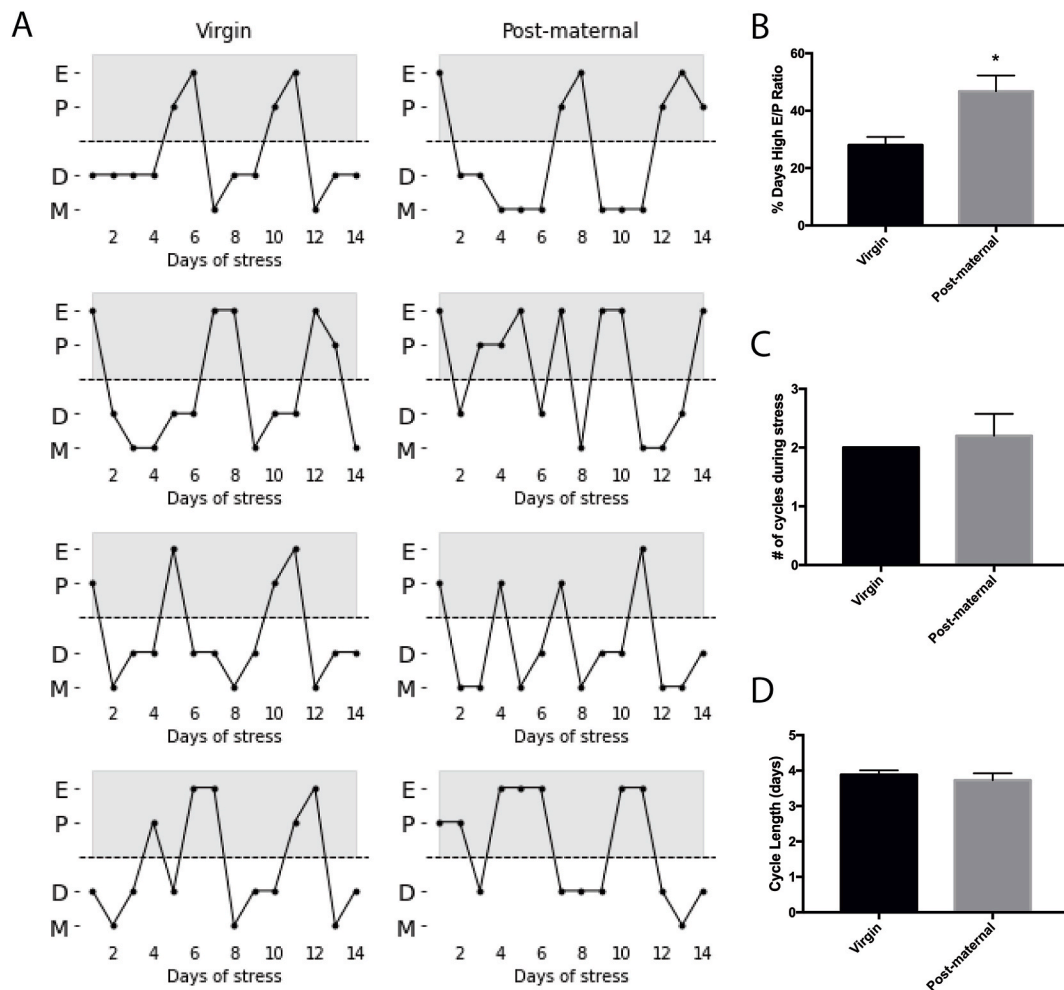 A
Virgin
Post-maternal
E
P
D
M
2 4 6 8 10 12 14
Days of stress
E
P
D
M
2 4 6 8 10 12 14
Days of stress
E
P
D
M
2 4 6 8 10 12 14
Days of stress
E
P
D
M
2 4 6 8 10 12 14
Days of stress
E
P
D
M
2 4 6 8 10 12 14
Days of stress
E
P
D
M
2 4 6 8 10 12 14
Days of stress
E
P
D
M
2 4 6 8 10 12 14
Days of stress
E
P
D
M
2 4 6 8 10 12 14
Days of stress
B
% Days High E/P Ratio
60
40
20
0
*
Virgin
Post-maternal
C
# of cycles during stress
3
2
1
0
Virgin
Post-maternal
D
Cycle Length (days)
5
4
3
2
1
0
Virgin
Post-maternal